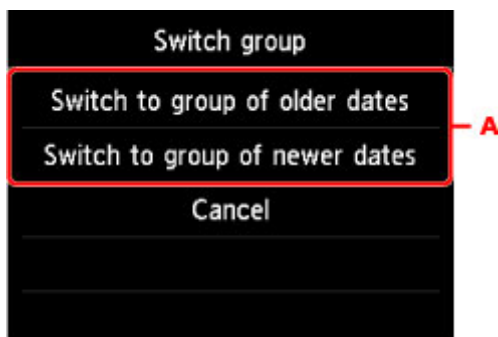 Switch group
Switch to group of older dates
A
Switch to group of newer dates
Cancel